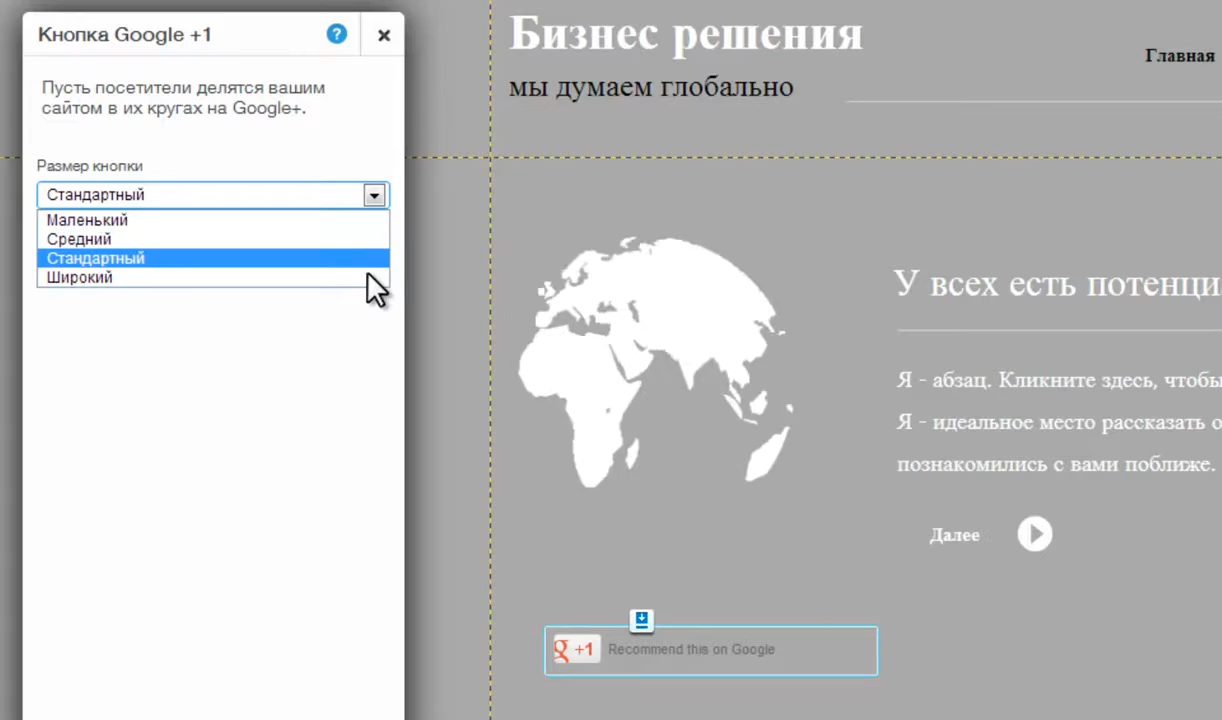 Кнопка Google +1
?
Пусть посетители делятся вашим
сайтом в их кругах на Google+.
Размер кнопки
Стандартный
Маленький
Средний
Стандартный
Широкий
Бизнес решения
мы думаем глобально
Главная
У всех есть потенци
Я - абзац. Кликните здесь, чтобы
Я - идеальное место рассказать о
познакомились с вами поближе.
Далее
g +1 Recommend this on Google